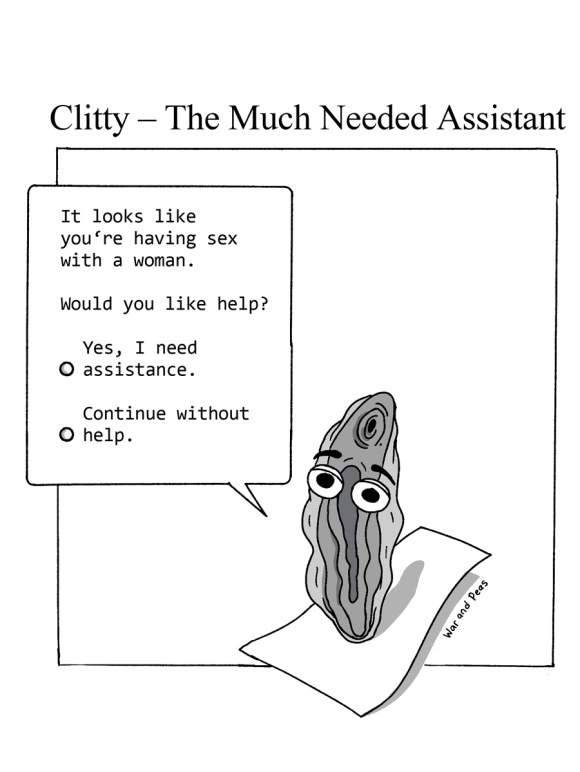 Clitty – The Much Needed Assistant
It looks like
you‘re having sex
with a woman.
Would you like help?
Yes, I need
assistance.
Continue without
help.
War and Peas